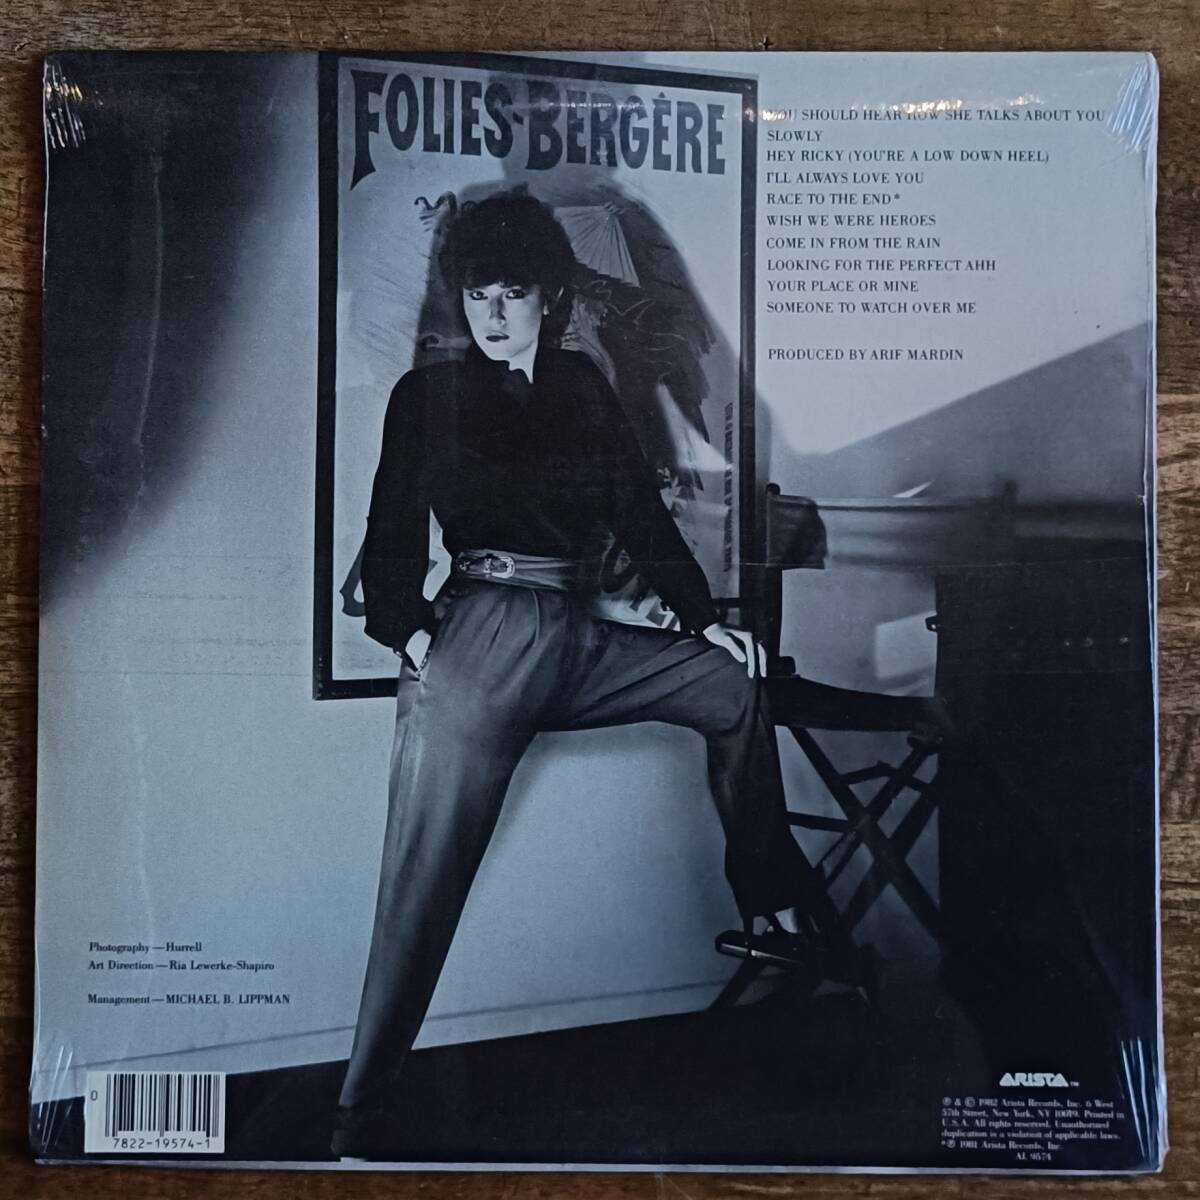 FOLIES-BERGÈRE
YOU SHOULD HEAR HOW SHE TALKS ABOUT YOU
SLOWLY
HEY RICKY (YOU'RE A LOW DOWN HEEL)
I'LL ALWAYS LOVE YOU
RACE TO THE END*
WISH WE WERE HEROES
COME IN FROM THE RAIN
LOOKING FOR THE PERFECT AHH
YOUR PLACE OR MINE
SOMEONE TO WATCH OVER ME
PRODUCED BY ARIF MARDIN
Photography—Hurrell
Art Direction—Ria Lewerke-Shapiro
Management—MICHAEL B. LIPPMAN
0
7822-19574-1
ARISTA™
℗ & © 1982 Arista Records, Inc. 6 West
57th Street, New York, NY 10019. Printed in
U.S.A. All rights reserved. Unauthorized
duplication is a violation of applicable laws.
*℗ 1981 Arista Records, Inc.
AL 9574